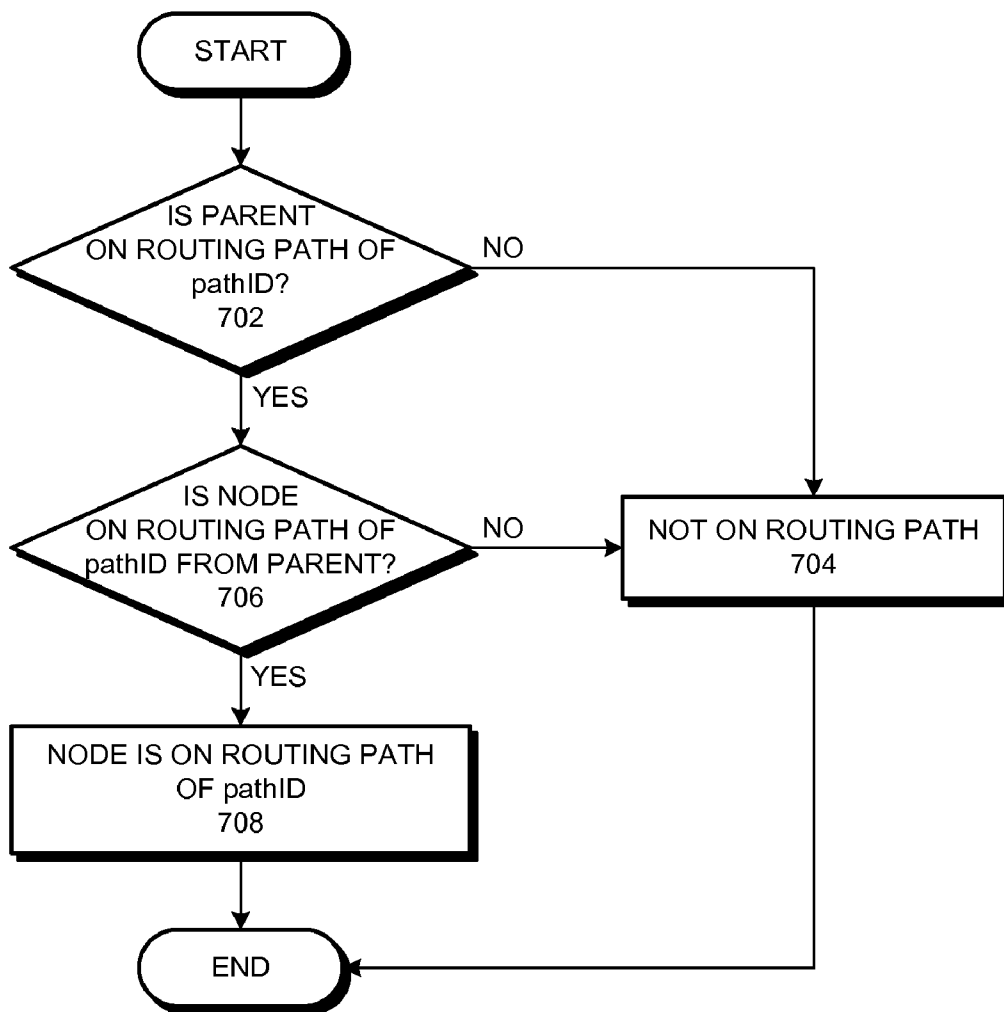 START
IS PARENT
ON ROUTING PATH OF
pathID?
702
NO
YES
IS NODE
ON ROUTING PATH OF
pathID FROM PARENT?
706
NO
NOT ON ROUTING PATH
704
YES
NODE IS ON ROUTING PATH
OF pathID
708
END